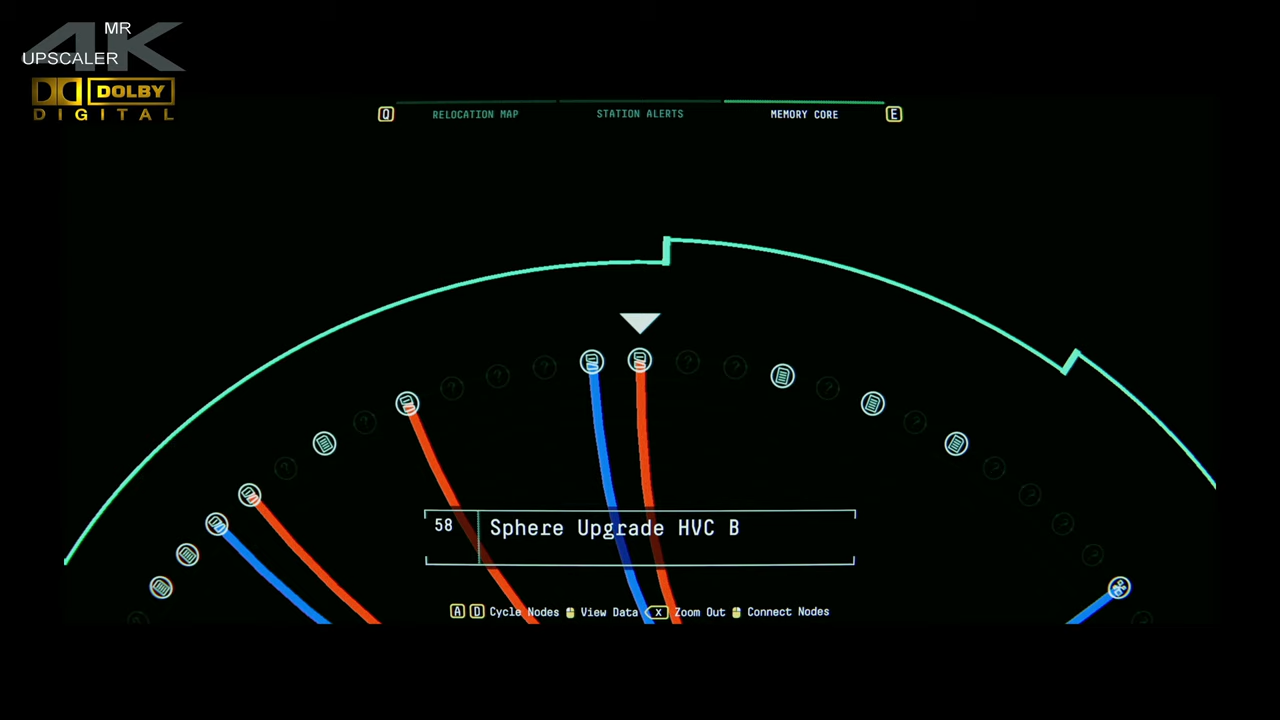 4K
MR
UPSCALER
DOLBY
DIGITAL
Q
RELOCATION MAP
STATION ALERTS
MEMORY CORE
E
58
Sphere Upgrade HVC B
A D Cycle Nodes View Data X Zoom Out Connect Nodes